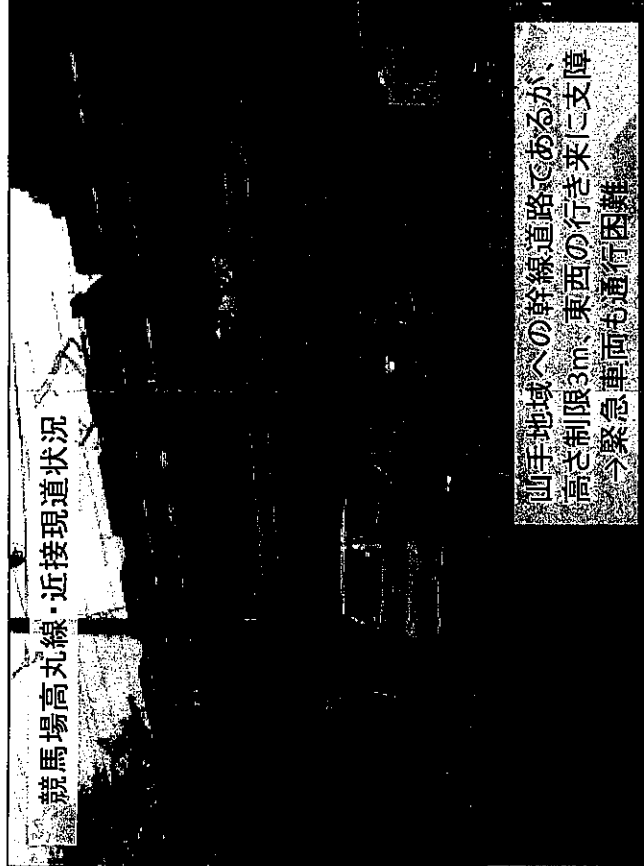 競馬場高丸線・近接現道状況
山手地域への幹線道路であるが、
高さ制限3m、東西の行き来に支障
→緊急車両も通行困難